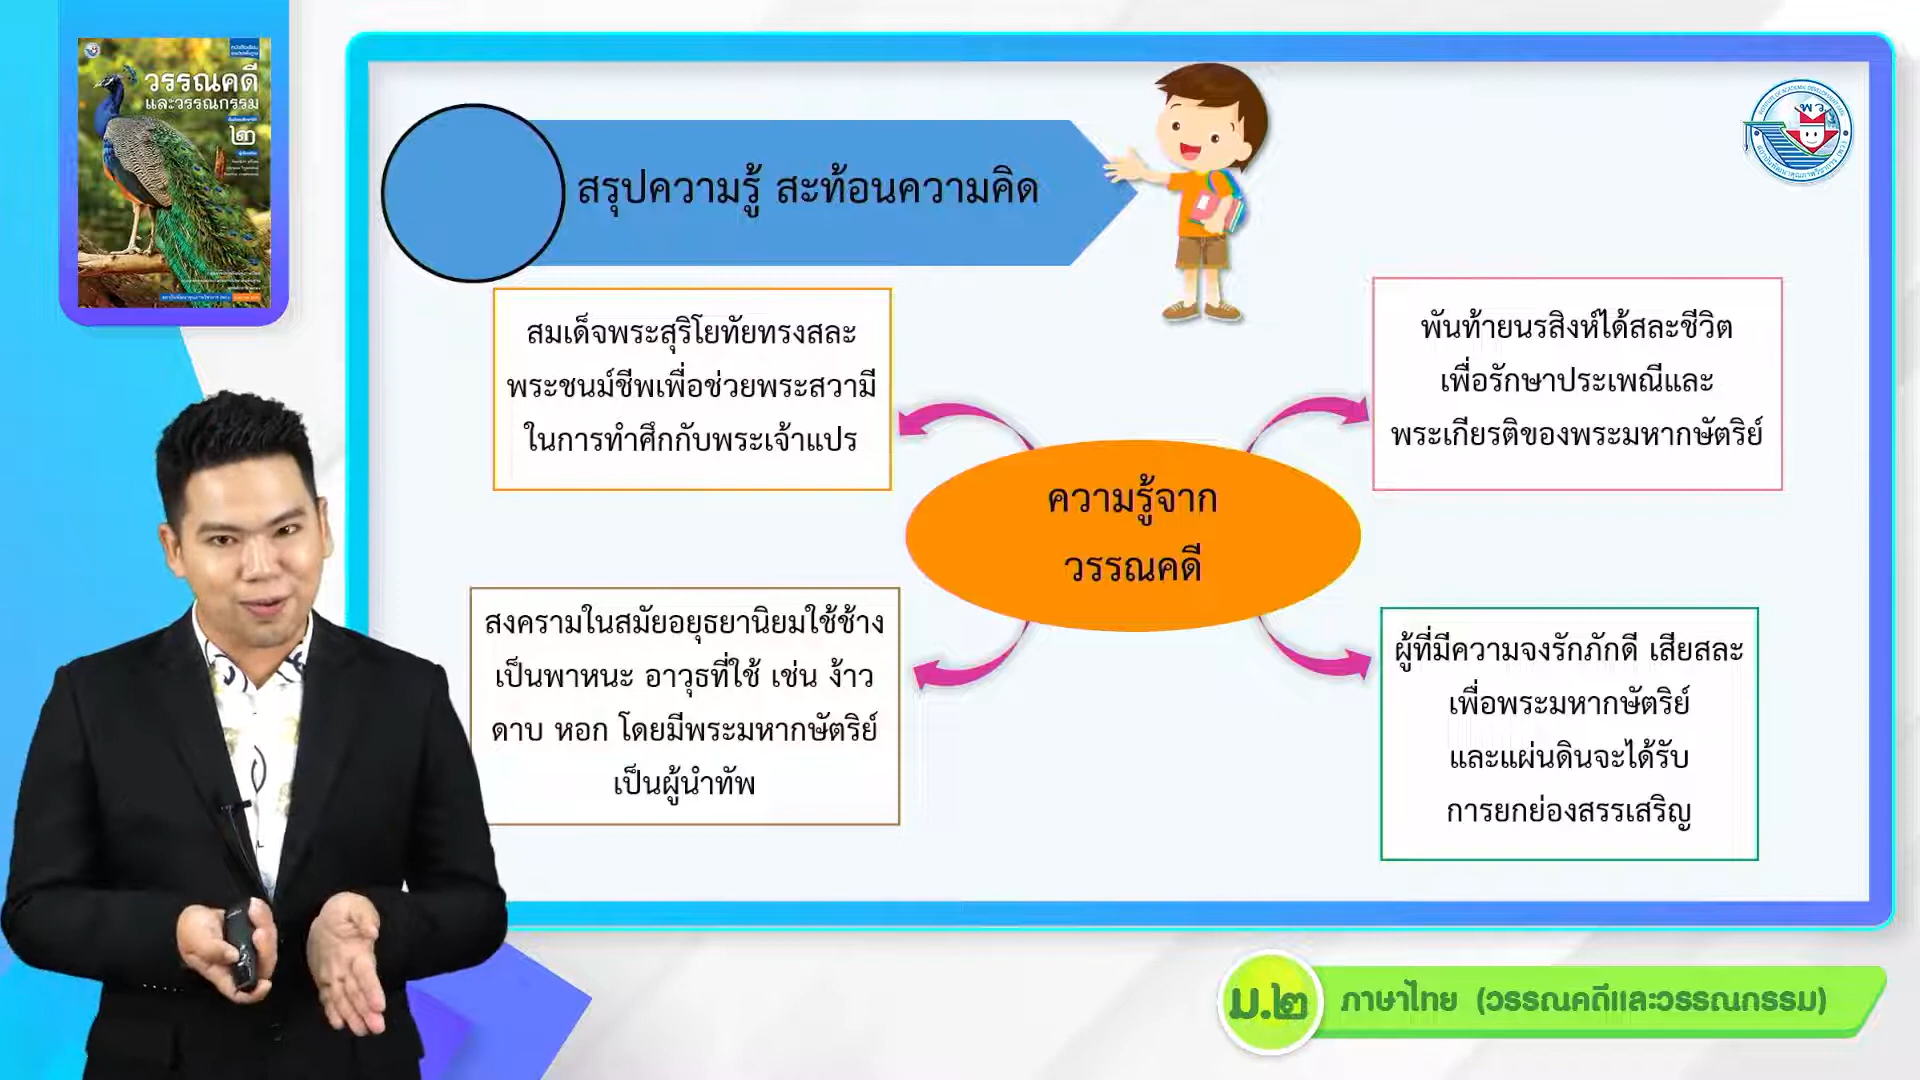 วรรณคดี
และวรรณกรรม
๒
สรุปความรู้ สะท้อนความคิด
พว.
สมเด็จพระสุริโยทัยทรงสละ
พระชนม์ชีพเพื่อช่วยพระสวามี
ในการทำศึกกับพระเจ้าแปร
พันท้ายนรสิงห์ได้สละชีวิต
เพื่อรักษาประเพณีและ
พระเกียรติของพระมหากษัตริย์
ความรู้จาก
วรรณคดี
สงครามในสมัยอยุธยานิยมใช้ช้าง
เป็นพาหนะ อาวุธที่ใช้ เช่น ง้าว
ดาบ หอก โดยมีพระมหากษัตริย์
เป็นผู้นำทัพ
ผู้ที่มีความจงรักภักดี เสียสละ
เพื่อพระมหากษัตริย์
และแผ่นดินจะได้รับ
การยกย่องสรรเสริญ
ม.๒ ภาษาไทย (วรรณคดีและวรรณกรรม)